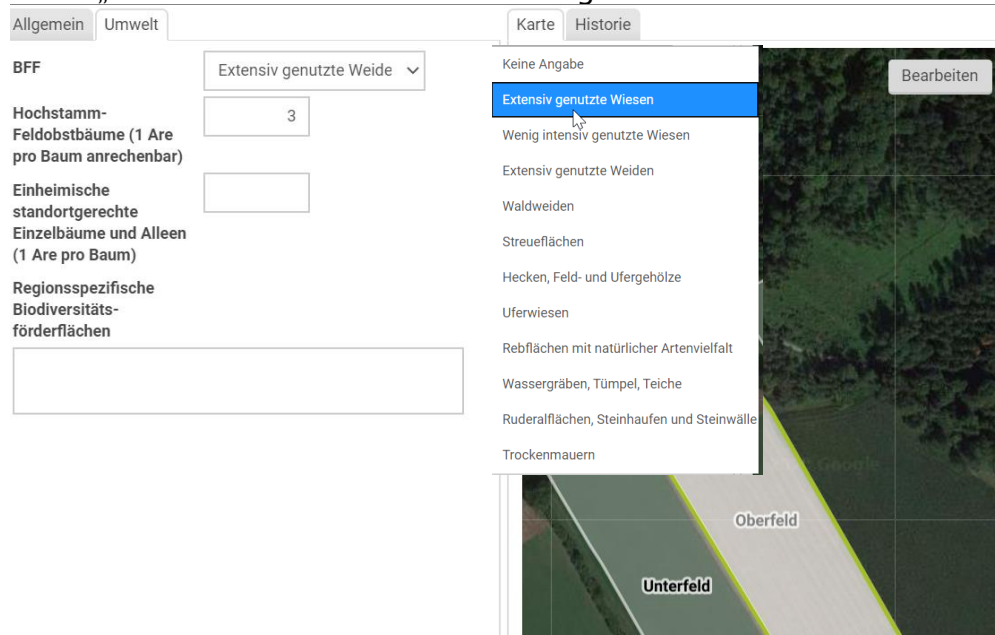 Allgemein Umwelt
Karte Historie
BFF
Extensiv genutzte Weide
Hochstamm-
Feldobstbäume (1 Are
pro Baum anrechenbar)
3
Einheimische
standortgerechte
Einzelbäume und Alleen
(1 Are pro Baum)
Regionsspezifische
Biodiversitäts-
förderflächen
Keine Angabe
Extensiv genutzte Wiesen
Wenig intensiv genutzte Wiesen
Extensiv genutzte Weiden
Waldweiden
Streueflächen
Hecken, Feld- und Ufergehölze
Uferwiesen
Rebflächen mit natürlicher Artenvielfalt
Wassergräben, Tümpel, Teiche
Ruderalflächen, Steinhaufen und Steinwälle
Trockenmauern
Bearbeiten
Google
Oberfeld
Unterfeld